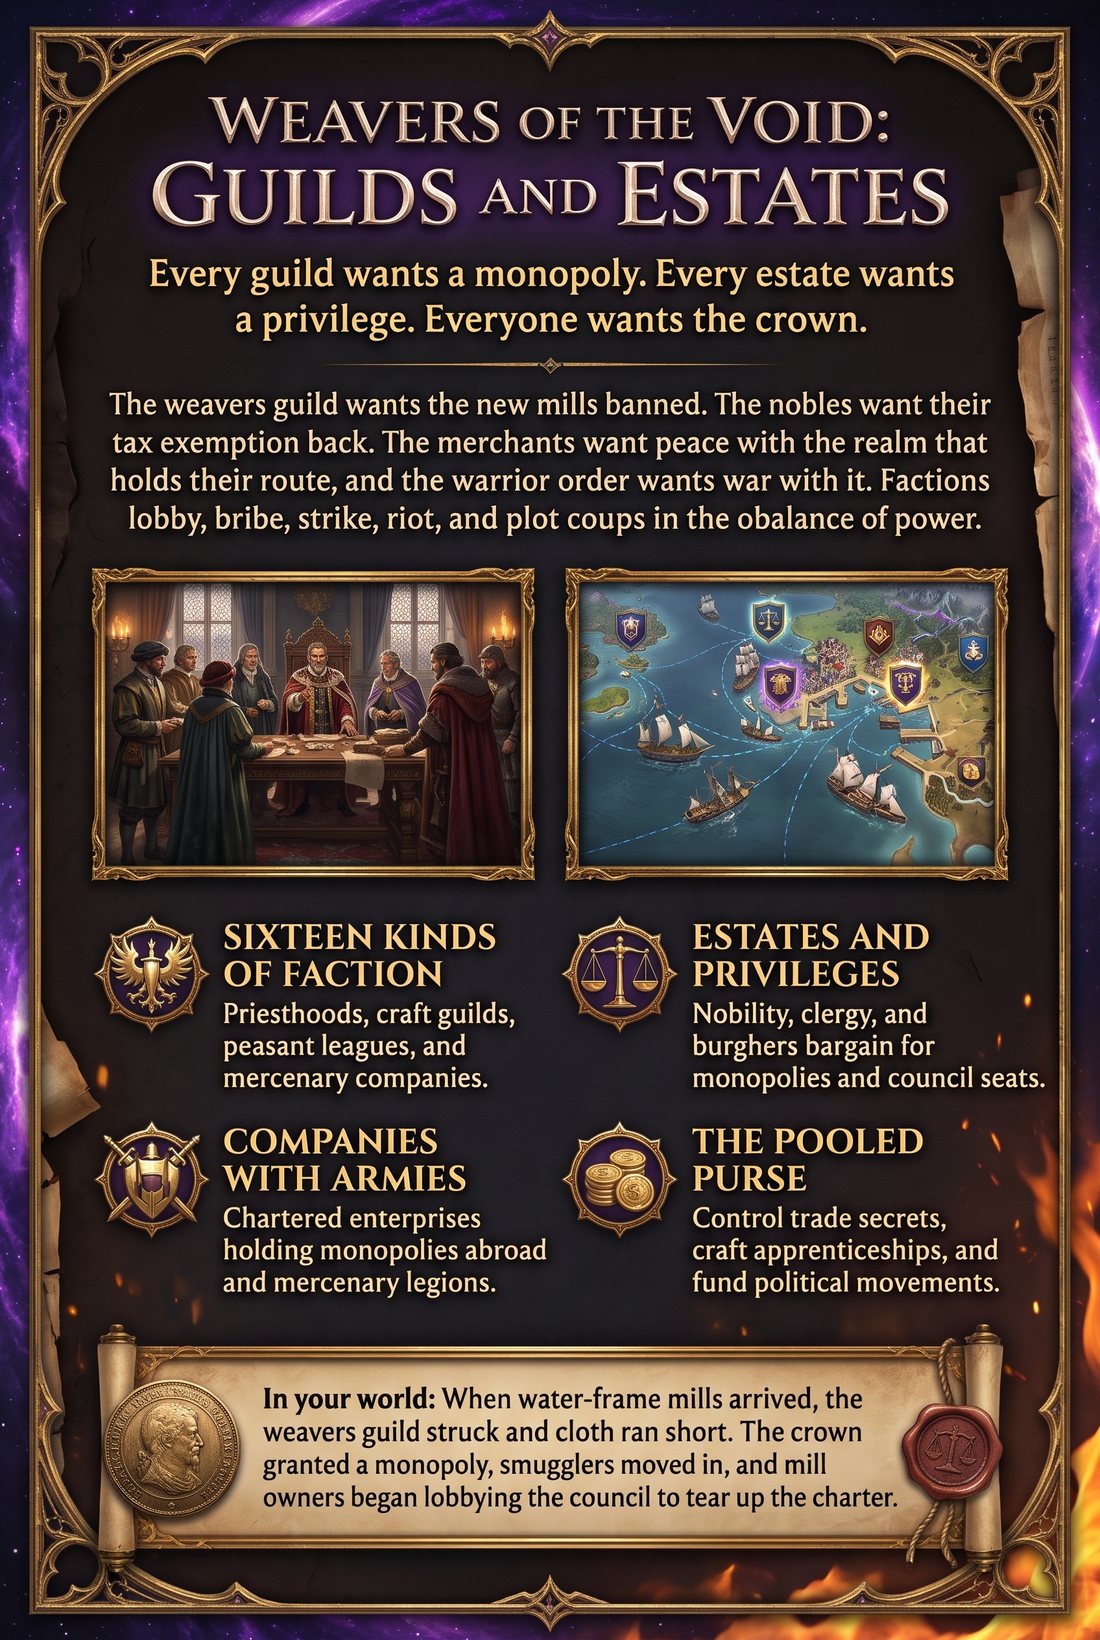 WEAVERS OF THE VOID:
GUILDS AND ESTATES
Every guild wants a monopoly. Every estate wants
a privilege. Everyone wants the crown.
The weavers guild wants the new mills banned. The nobles want their
tax exemption back. The merchants want peace with the realm that
holds their route, and the warrior order wants war with it. Factions
lobby, bribe, strike, riot, and plot coups in the obalance of power.
SIXTEEN KINDS
OF FACTION
Priesthoods, craft guilds,
peasant leagues, and
mercenary companies.
ESTATES AND
PRIVILEGES
Nobility, clergy, and
burghers bargain for
monopolies and council seats.
COMPANIES
WITH ARMIES
Chartered enterprises
holding monopolies abroad
and mercenary legions.
THE POOLED
PURSE
Control trade secrets,
craft apprenticeships, and
fund political movements.
In your world: When water-frame mills arrived, the
weavers guild struck and cloth ran short. The crown
granted a monopoly, smugglers moved in, and mill
owners began lobbying the council to tear up the charter.